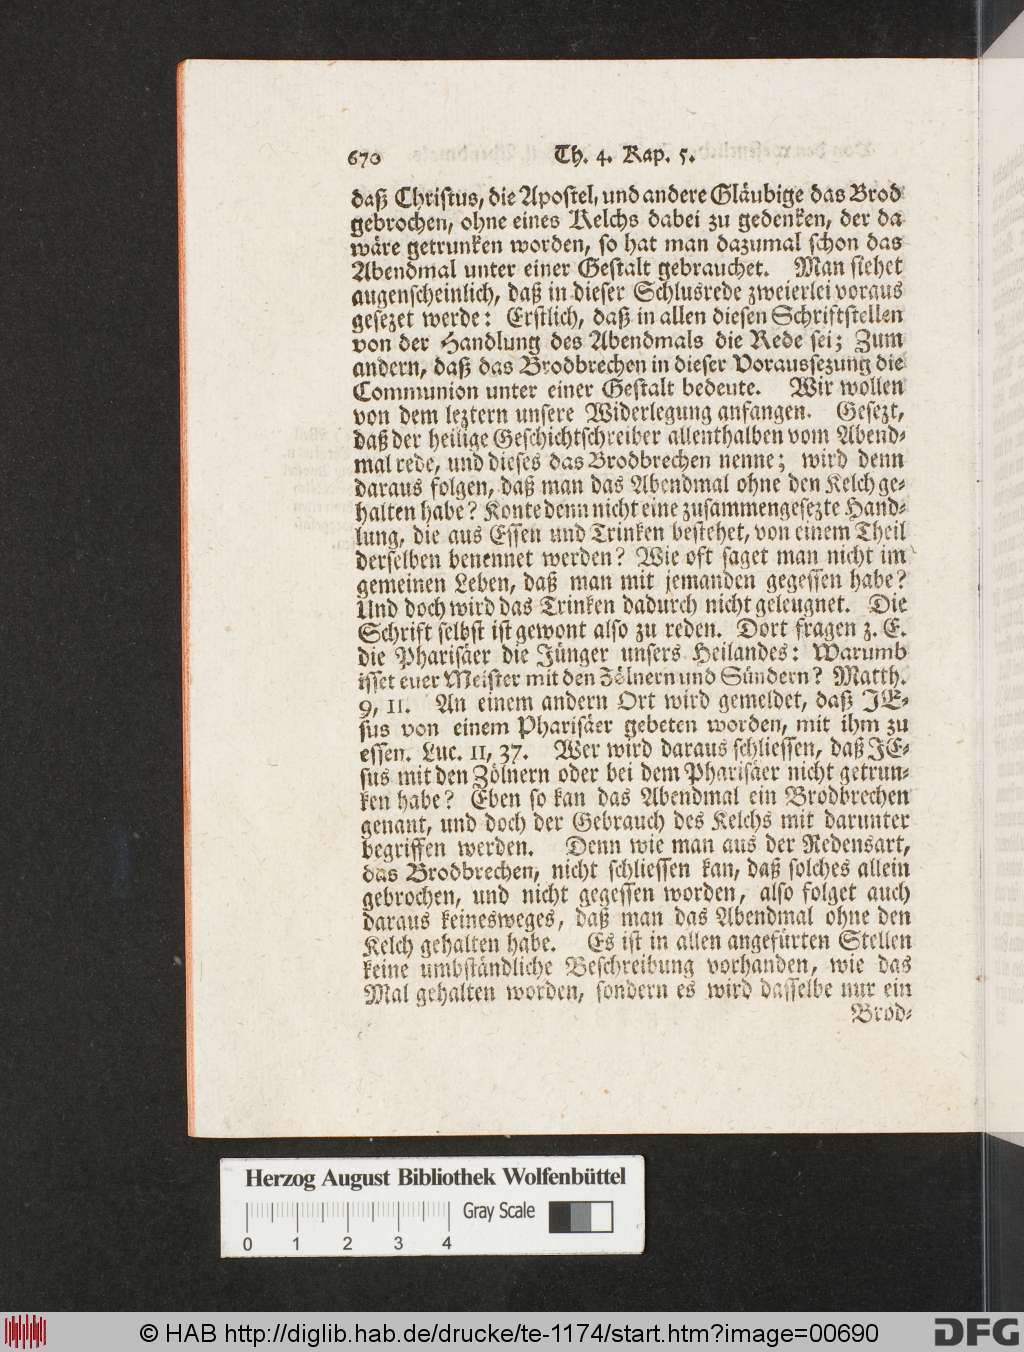 670 Th. 4. Kap. 5.
daß Christus, die Apostel, und andere Gläubige das Brod
gebrochen, ohne eines Kelchs dabei zu gedenken, der da
wäre getrunken worden, so hat man dazumal schon das
Abendmal unter einer Gestalt gebrauchet. Man siehet
augenscheinlich, daß in dieser Schlusrede zweierlei voraus
gesezet werde: Erstlich, daß in allen diesen Schriftstellen
von der Handlung des Abendmals die Rede sei; Zum
andern, daß das Brodbrechen in dieser Voraussezung die
Communion unter einer Gestalt bedeute. Wir wollen
von dem leztern unsere Widerlegung anfangen. Gesezt,
daß der heilige Geschichtschreiber allenthalben vom Abend-
mal rede, und dieses das Brodbrechen nenne; wird denn
daraus folgen, daß man das Abendmal ohne den Kelch ge-
halten habe? Konte denn nicht eine zusammengesezte Hand-
lung, die aus Essen und Trinken bestehet, von einem Theil
derselben benennet werden? Wie oft saget man nicht im
gemeinen Leben, daß man mit jemanden gegessen habe?
Und doch wird das Trinken dadurch nicht geleugnet. Die
Schrift selbst ist gewont also zu reden. Dort fragen z. E.
die Pharisäer die Jünger unsers Heilandes: Warumb
isset euer Meister mit den Zölnern und Sündern? Matth.
9, 11. An einem andern Ort wird gemeldet, daß JE-
sus von einem Pharisäer gebeten worden, mit ihm zu
essen. Luc. 11, 37. Wer wird daraus schliessen, daß JE-
sus mit den Zölnern oder bei dem Pharisäer nicht getrun-
ken habe? Eben so kan das Abendmal ein Brodbrechen
genant, und doch der Gebrauch des Kelchs mit darunter
begriffen werden. Denn wie man aus der Redensart,
das Brodbrechen, nicht schliessen kan, daß solches allein
gebrochen, und nicht gegessen worden, also folget auch
daraus keinesweges, daß man das Abendmal ohne den
Kelch gehalten habe. Es ist in allen angefürten Stellen
keine umbständliche Beschreibung vorhanden, wie das
Mal gehalten worden, sondern es wird dasselbe nur ein
Brod-
Herzog August Bibliothek Wolfenbüttel
Gray Scale
0 1 2 3 4
© HAB http://diglib.hab.de/drucke/te-1174/start.htm?image=00690
DFG